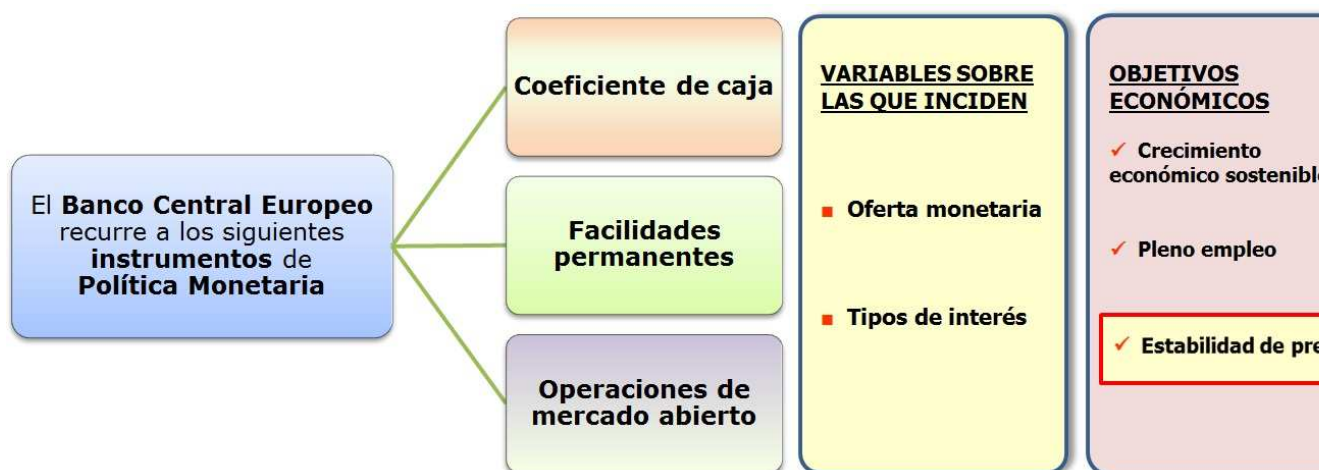 El Banco Central Europeo
recurre a los siguientes
instrumentos de
Política Monetaria
Coeficiente de caja
Facilidades
permanentes
Operaciones de
mercado abierto
VARIABLES SOBRE
LAS QUE INCIDEN
■ Oferta monetaria
■ Tipos de interés
OBJETIVOS
ECONÓMICOS
✓ Crecimiento
económico sostenible
✓ Pleno empleo
✓ Estabilidad de